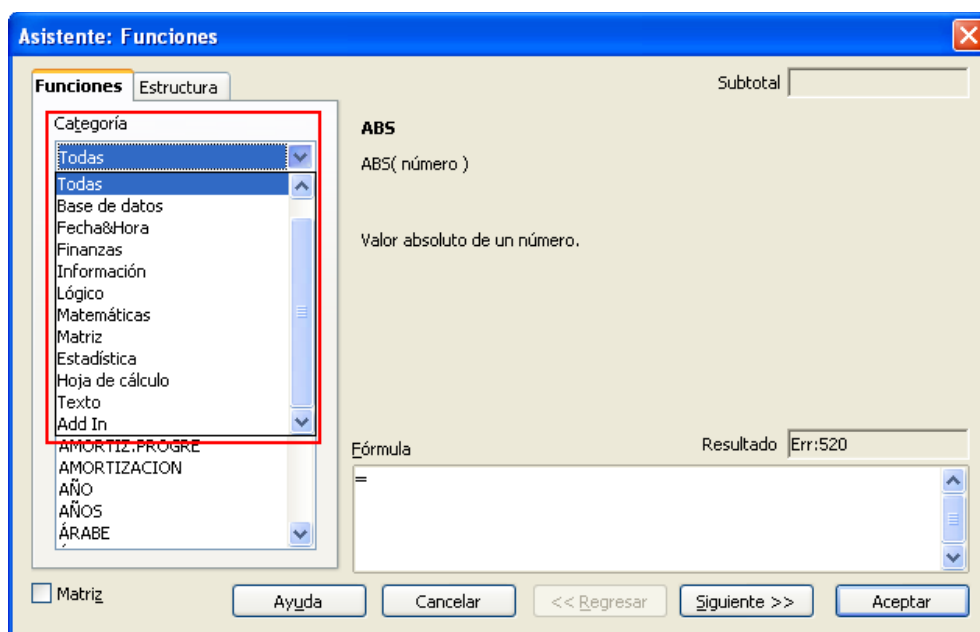 Asistente: Funciones
Funciones Estructura
Subtotal
Categoría
Todas
Todas
Base de datos
Fecha&Hora
Finanzas
Información
Lógico
Matemáticas
Matriz
Estadística
Hoja de cálculo
Texto
Add In
AMORTIZ.PROGRE
AMORTIZACION
AÑO
AÑOS
ÁRABE
ABS
ABS( número )
Valor absoluto de un número.
Fórmula
Resultado Err:520
=
Matriz
Ayuda Cancelar << Regresar Siguiente >> Aceptar